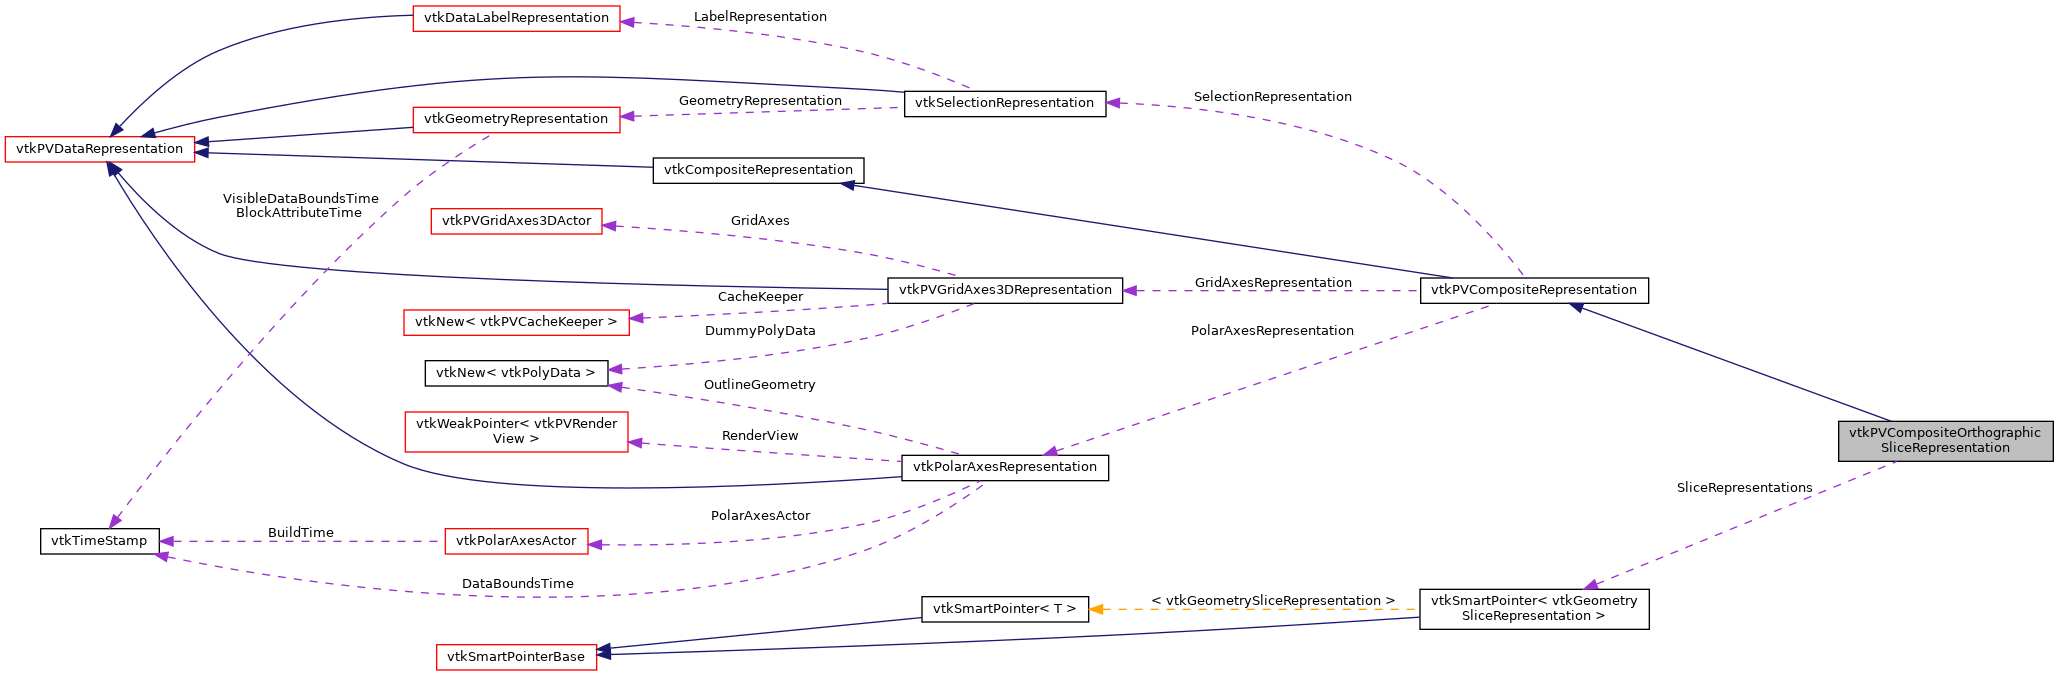 vtkDataLabelRepresentation
LabelRepresentation
SelectionRepresentation
GeometryRepresentation
vtkSelectionRepresentation
vtkGeometryRepresentation
vtkPVDataRepresentation
vtkCompositeRepresentation
VisibleDataBoundsTime
BlockAttributeTime
vtkPVGridAxes3DActor
GridAxes
vtkPVGridAxes3DRepresentation
GridAxesRepresentation
vtkPVCompositeRepresentation
CacheKeeper
vtkNew< vtkPVCacheKeeper >
DummyPolyData
PolarAxesRepresentation
vtkNew< vtkPolyData >
OutlineGeometry
vtkWeakPointer< vtkPVRender
View >
RenderView
vtkPVCompositeOrthographic
SliceRepresentation
vtkPolarAxesRepresentation
SliceRepresentations
PolarAxesActor
BuildTime
vtkTimeStamp
vtkPolarAxesActor
DataBoundsTime
vtkSmartPointer< T >
< vtkGeometrySliceRepresentation >
vtkSmartPointer< vtkGeometry
SliceRepresentation >
vtkSmartPointerBase